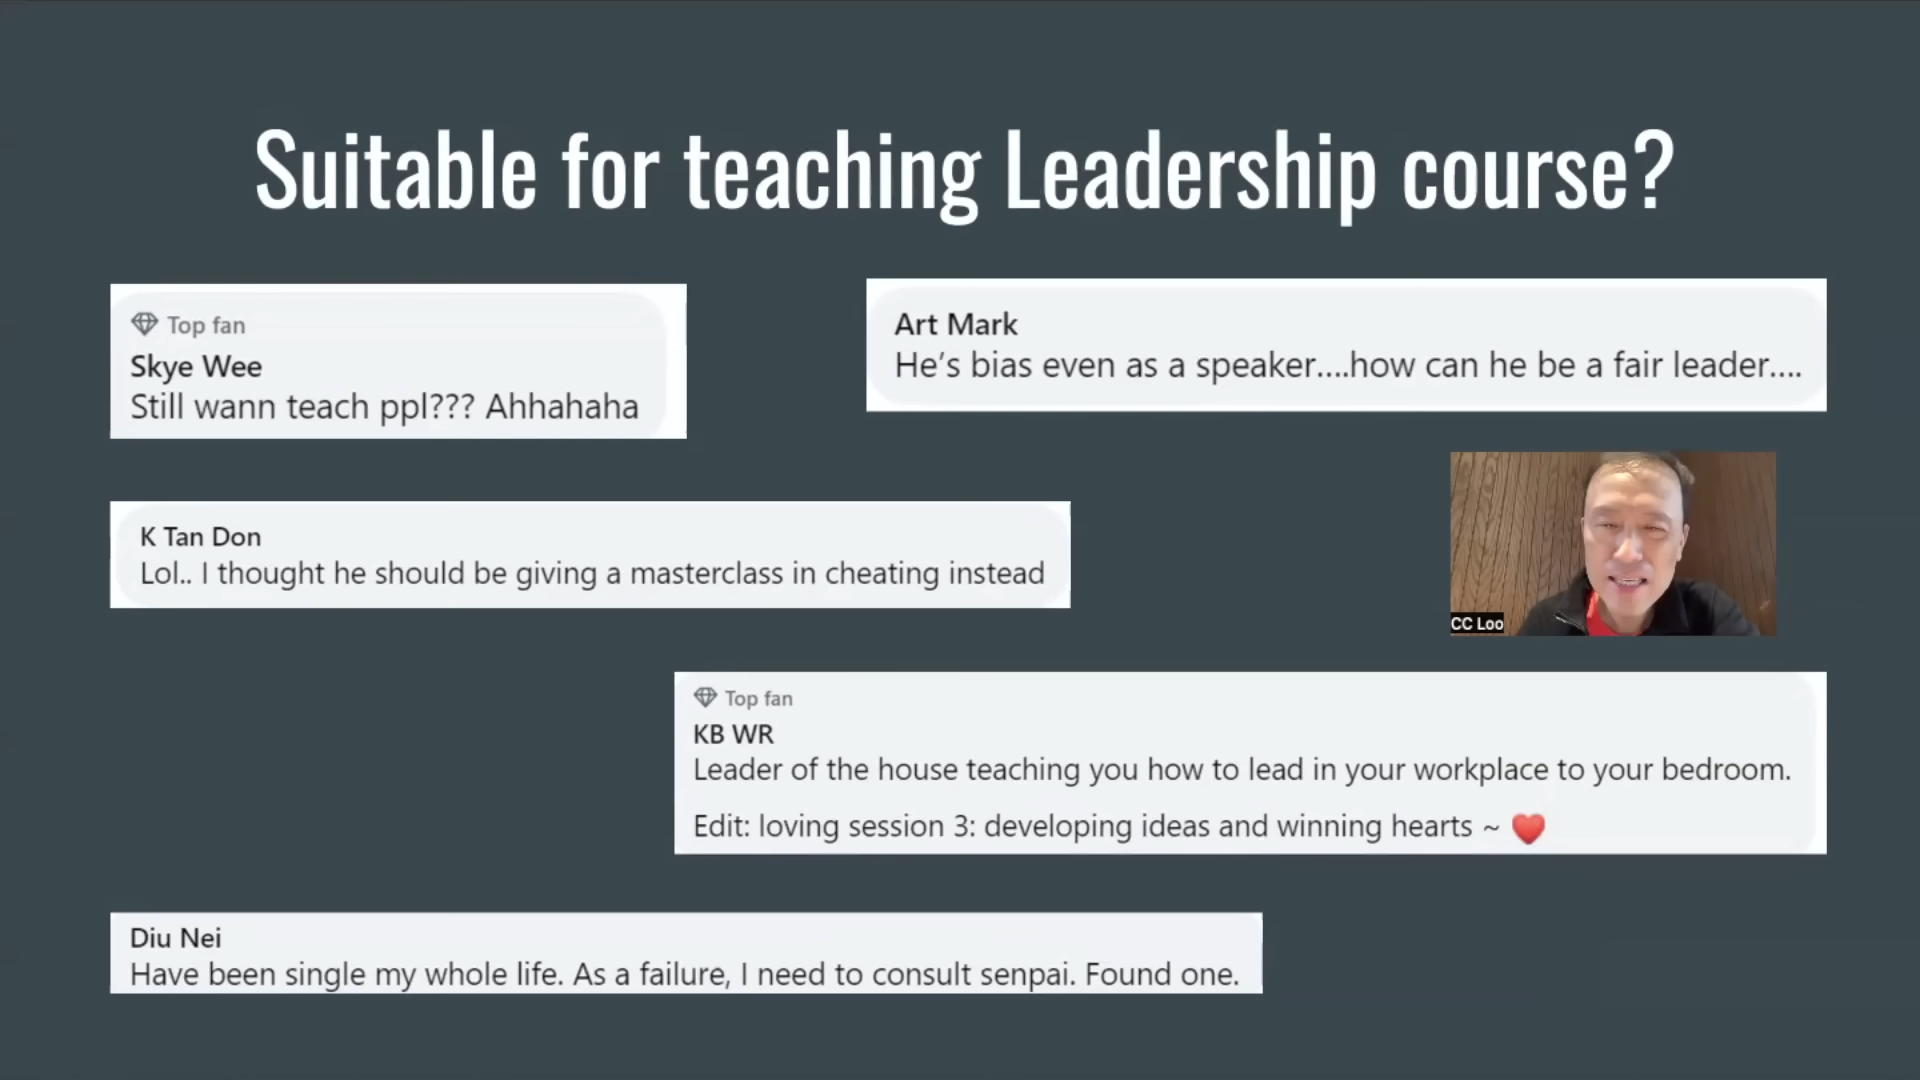 Suitable for teaching Leadership course?
Top fan
Skye Wee
Still wann teach ppl??? Ahhahaha
Art Mark
He’s bias even as a speaker....how can he be a fair leader....
K Tan Don
Lol.. I thought he should be giving a masterclass in cheating instead
CC Loo
Top fan
KB WR
Leader of the house teaching you how to lead in your workplace to your bedroom.
Edit: loving session 3: developing ideas and winning hearts ~ ❤️
Diu Nei
Have been single my whole life. As a failure, I need to consult senpai. Found one.